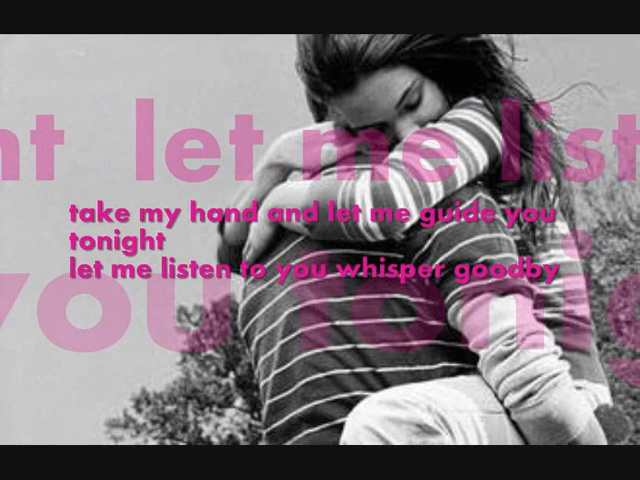 nt let me list
take my hand and let me guide you
tonight
let me listen to you whisper goodby
you tonig